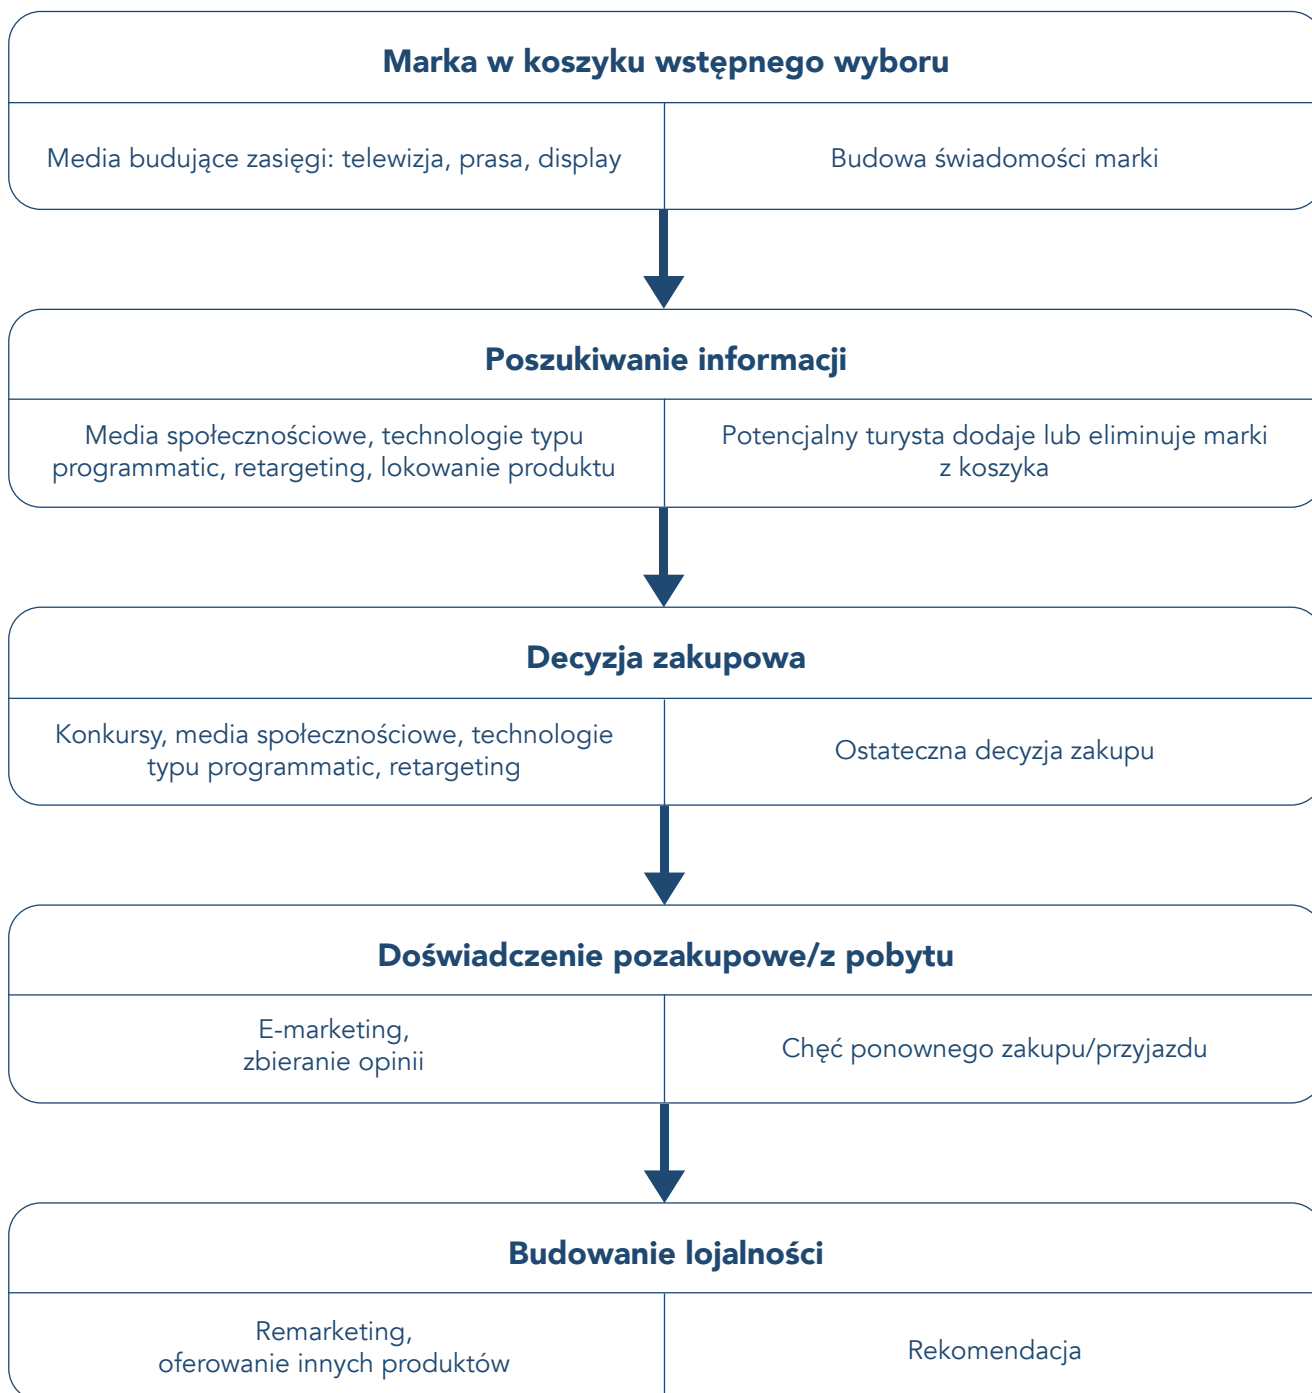 Marka w koszyku wstępnego wyboru
Media budujące zasięgi: telewizja, prasa, display
Budowa świadomości marki
Poszukiwanie informacji
Media społecznościowe, technologie typu
programmatic, retargeting, lokowanie produktu
Potencjalny turysta dodaje lub eliminuje marki
z koszyka
Decyzja zakupowa
Konkursy, media społecznościowe, technologie
typu programmatic, retargeting
Ostateczna decyzja zakupu
Doświadczenie pozakupowe/z pobytu
E-marketing,
zbieranie opinii
Chęć ponownego zakupu/przyjazdu
Budowanie lojalności
Remarketing,
oferowanie innych produktów
Rekomendacja